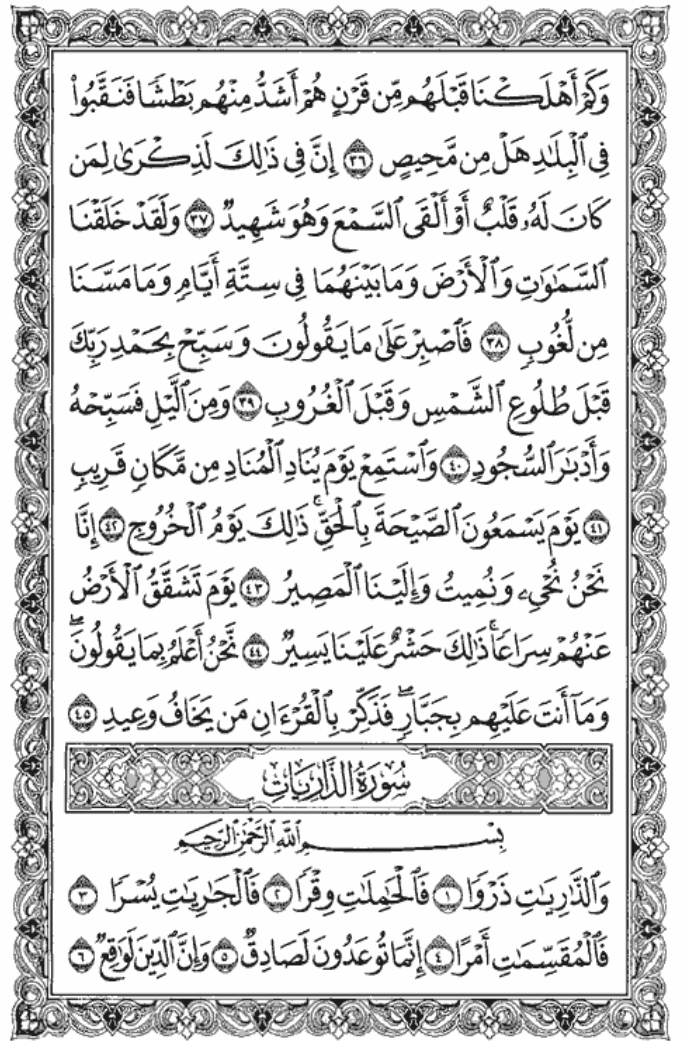 وَكَمْ أَهْلَكْنَا قَبْلَهُم مِّن قَرْنٍ هُمْ أَشَدُّ مِنْهُم بَطْشًا فَنَقَّبُوا۟
فِى ٱلْبِلَـٰدِ هَلْ مِن مَّحِيصٍ ٣٦ إِنَّ فِى ذَٰلِكَ لَذِكْرَىٰ لِمَن
كَانَ لَهُۥ قَلْبٌ أَوْ أَلْقَى ٱلسَّمْعَ وَهُوَ شَهِيدٌ ٣٧ وَلَقَدْ خَلَقْنَا
ٱلسَّمَـٰوَٰتِ وَٱلْأَرْضَ وَمَا بَيْنَهُمَا فِى سِتَّةِ أَيَّامٍ وَمَا مَسَّنَا
مِن لُّغُوبٍ ٣٨ فَٱصْبِرْ عَلَىٰ مَا يَقُولُونَ وَسَبِّحْ بِحَمْدِ رَبِّكَ
قَبْلَ طُلُوعِ ٱلشَّمْسِ وَقَبْلَ ٱلْغُرُوبِ ٣٩ وَمِنَ ٱلَّيْلِ فَسَبِّحْهُ
وَأَدْبَـٰرَ ٱلسُّجُودِ ٤٠ وَٱسْتَمِعْ يَوْمَ يُنَادِ ٱلْمُنَادِ مِن مَّكَانٍ قَرِيبٍ
٤١ يَوْمَ يَسْمَعُونَ ٱلصَّيْحَةَ بِٱلْحَقِّ ۚ ذَٰلِكَ يَوْمُ ٱلْخُرُوجِ ٤٢ إِنَّا
نَحْنُ نُحْىِۦ وَنُمِيتُ وَإِلَيْنَا ٱلْمَصِيرُ ٤٣ يَوْمَ تَشَقَّقُ ٱلْأَرْضُ
عَنْهُمْ سِرَاعًا ۚ ذَٰلِكَ حَشْرٌ عَلَيْنَا يَسِيرٌ ٤٤ نَّحْنُ أَعْلَمُ بِمَا يَقُولُونَ ۖ
وَمَآ أَنتَ عَلَيْهِم بِجَبَّارٍ ۖ فَذَكِّرْ بِٱلْقُرْءَانِ مَن يَخَافُ وَعِيدِ ٤٥
سُورَةُ الذَّارِيَاتِ
بِسْمِ ٱللَّهِ ٱلرَّحْمَـٰنِ ٱلرَّحِيمِ
وَٱلذَّٰرِيَـٰتِ ذَرْوًا ١ فَٱلْحَـٰمِلَـٰتِ وِقْرًا ٢ فَٱلْجَـٰرِيَـٰتِ يُسْرًا ٣
فَٱلْمُقَسِّمَـٰتِ أَمْرًا ٤ إِنَّمَا تُوعَدُونَ لَصَادِقٌ ٥ وَإِنَّ ٱلدِّينَ لَوَٰقِعٌ ٦